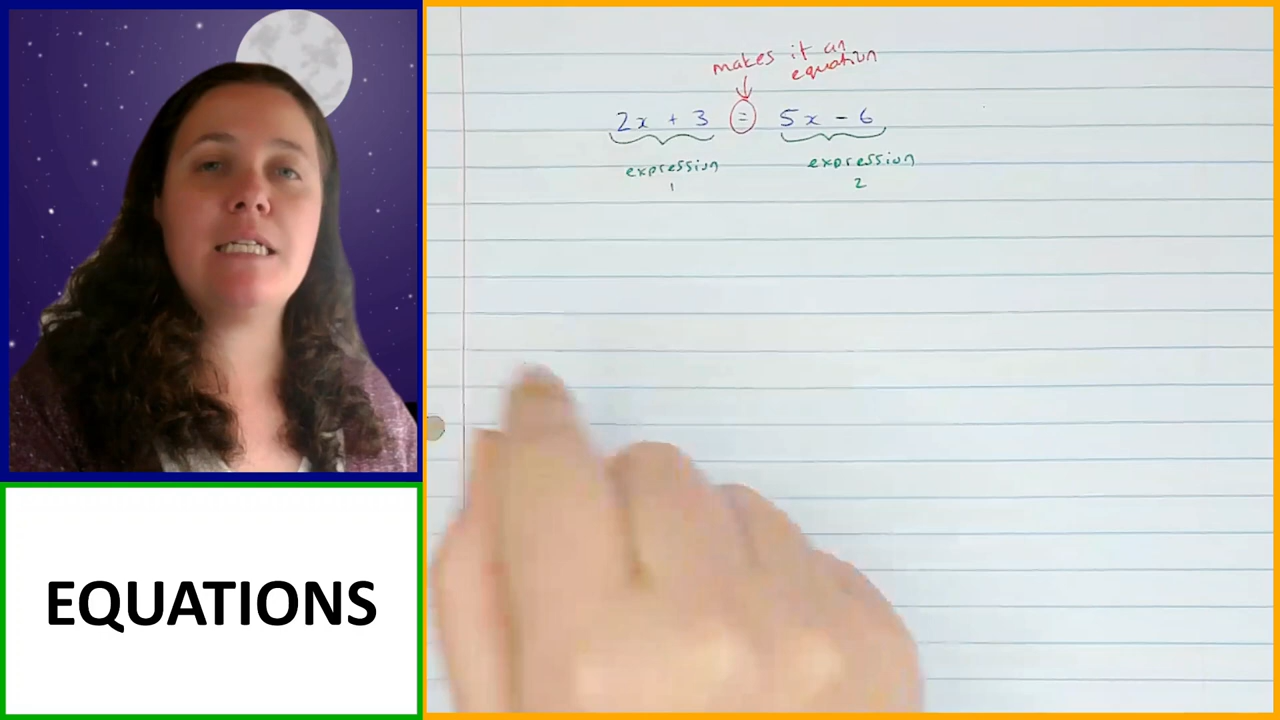 makes it an
equation
2x + 3 = 5x - 6
expression
1
expression
2
EQUATIONS